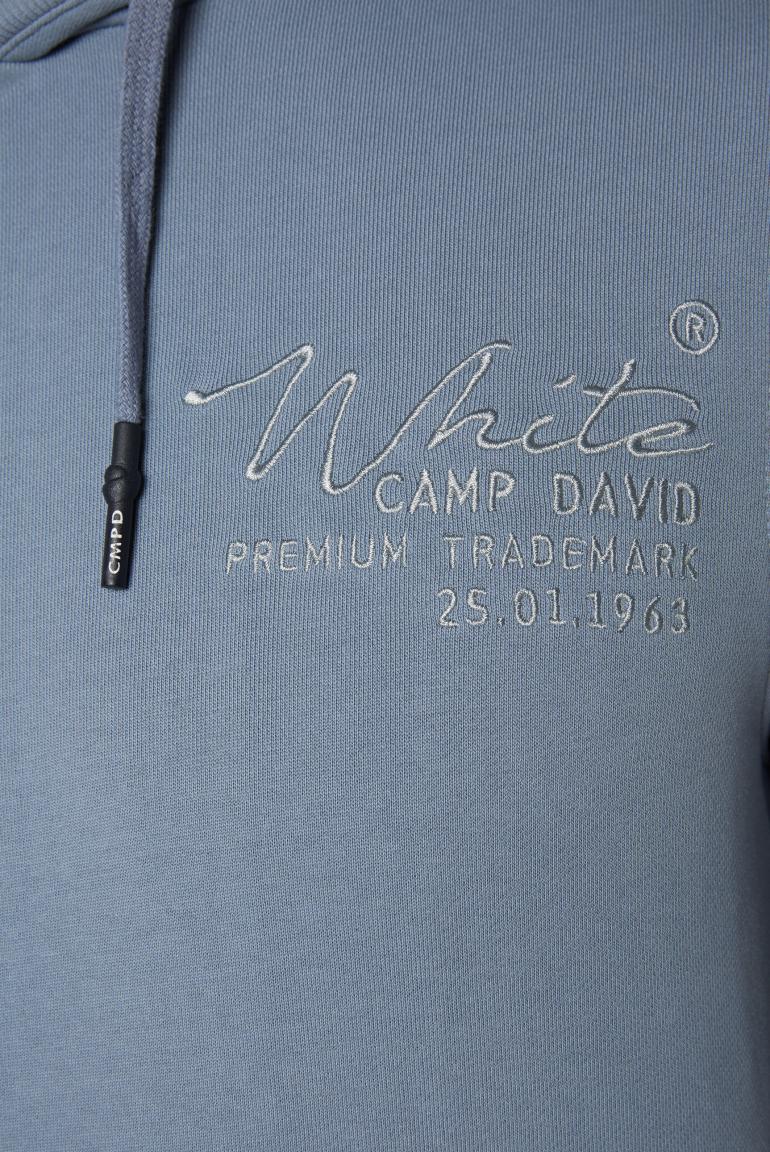 ®
White
CAMP DAVID
PREMIUM TRADEMARK
25.01.1963
CMPD